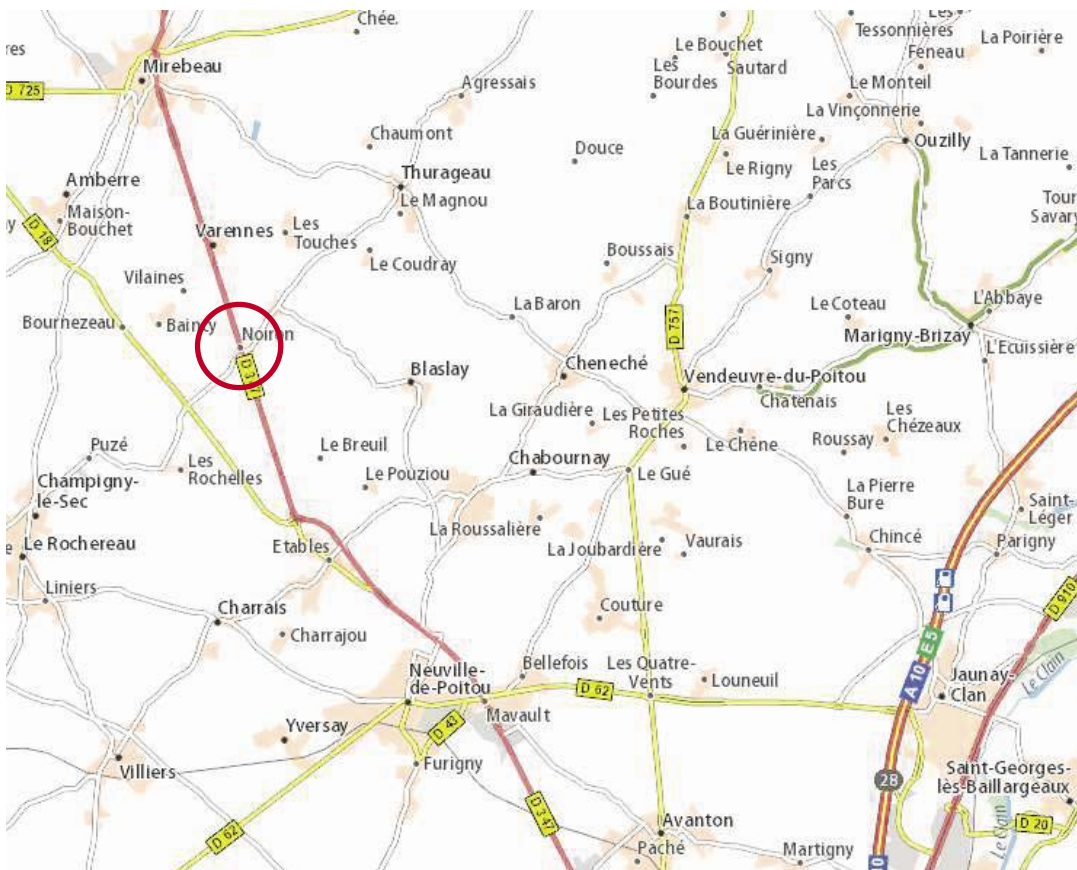 Chée.
Les
Tessonnières
Feneau
La Poirière
res
Mirebeau
D 725
Le Bouchet
Sautard
Les
Bourdes
Agressais
Le Monteil
La Vinçonnerie
Chaumont
Douce
La Guérinière
Ouzilly
Le Rigny
Les
Parcs
La Tannerie
Amberre
Thurageau
Le Magnou
Maison-
Bouchet
D 18
La Boutinière
Tour
Savary
Varennes
Les
Touches
Le Coudray
Boussais
Signy
Vilaines
Bournezeau
Baincy
La Baron
Le Coteau
L'Abbaye
Noiron
D 757
Marigny-Brizay
L'Ecuissière
Blaslay
Cheneché
Vendeuvre-du-Poitou
Chatenais
La Giraudière
Les Petites
Roches
Les
Chézeaux
Puzé
Le Breuil
Le Chêne
Roussay
Les
Rochelles
Le Pouziou
Chabournay
Le Gué
Champigny-
le-Sec
La Pierre
Bure
Saint-
Léger
La Roussalière
Etables
La Joubardière
Vaurais
Chincé
Parigny
Le Rochereau
Liniers
Charrais
Charrajou
Couture
D 910
E 5
A 10
Le Clain
Neuville-
de-Poitou
Bellefois
Les Quatre-
Vents
Louneuil
Jaunay-
Clan
D 62
Mavault
Yversay
D 43
Villiers
Furigny
28
Saint-Georges-
lès-Baillargeaux
D 62
D 347
Avanton
D 20
Le Clain
Paché
Martigny